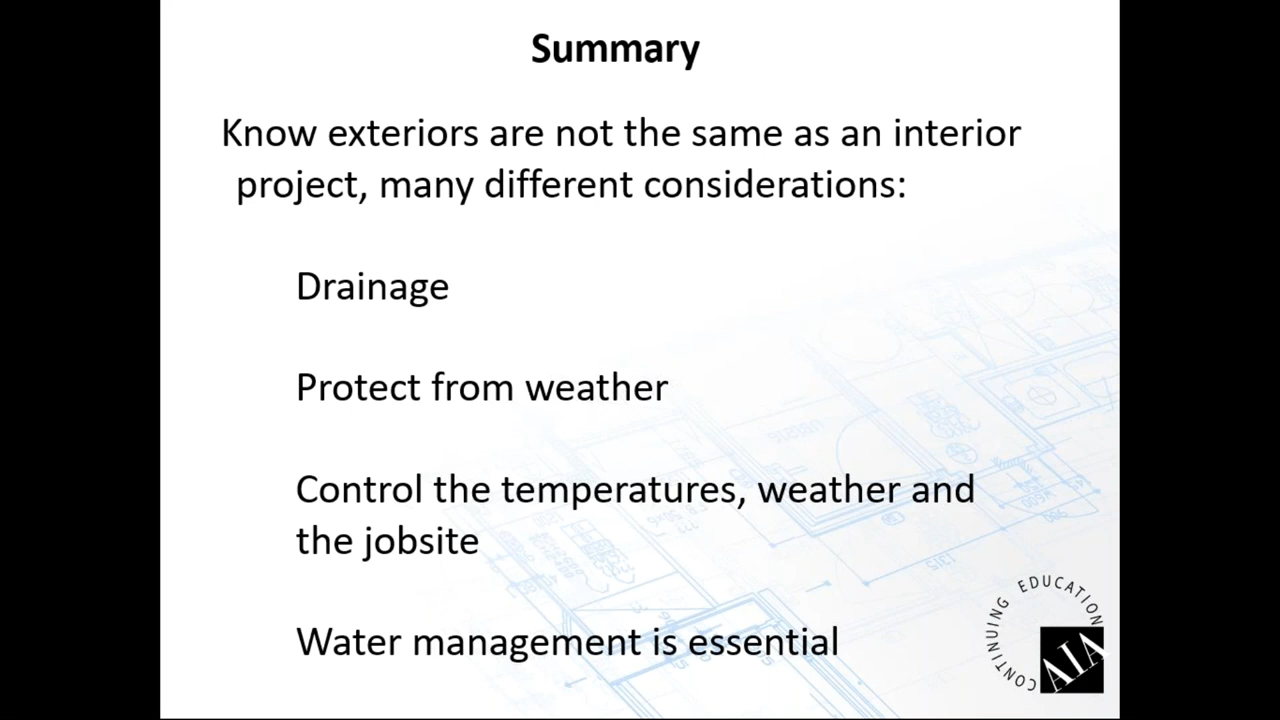 Summary
Know exteriors are not the same as an interior
project, many different considerations:
Drainage
Protect from weather
Control the temperatures, weather and
the jobsite
Water management is essential
CONTINUING EDUCATION
AIA